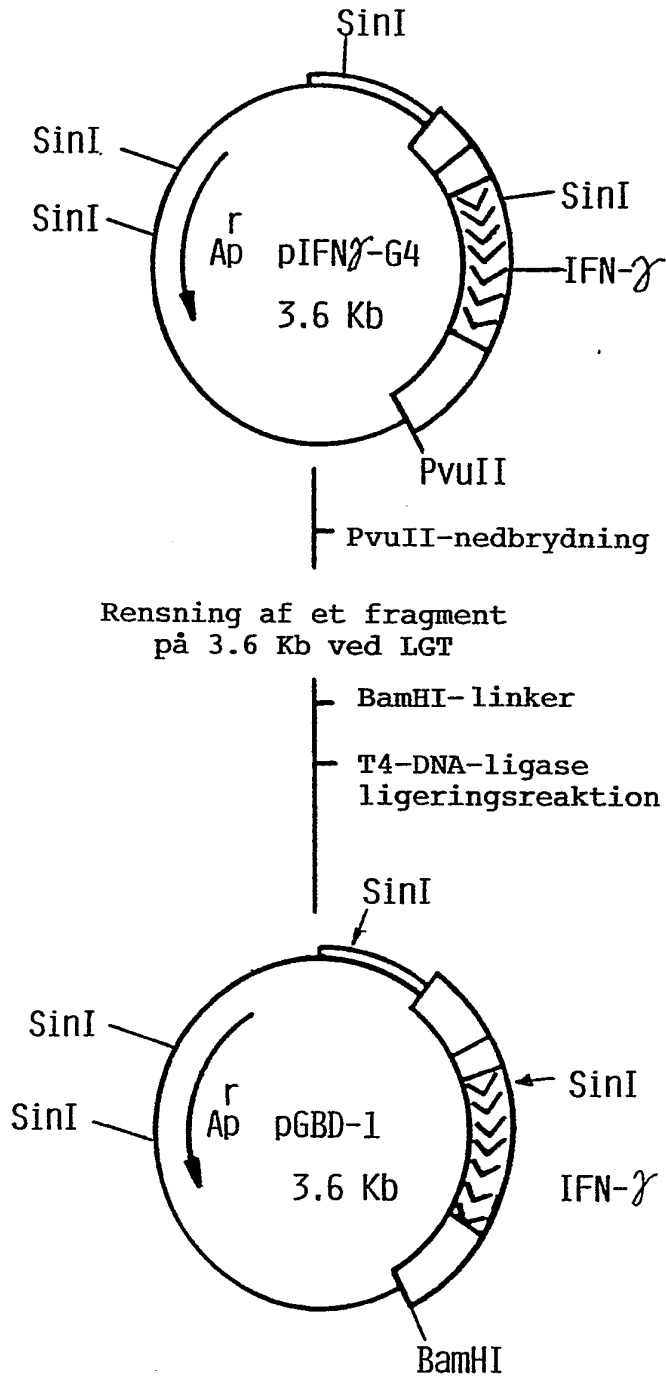 SinI
SinI
SinI
SinI
Apʳ pIFN𝛾-G4
IFN-𝛾
3.6 Kb
PvuII
PvuII-nedbrydning
Rensning af et fragment
på 3.6 Kb ved LGT
BamHI-linker
T4-DNA-ligase
ligeringsreaktion
SinI
SinI
SinI
SinI
Apʳ pGBD-1
3.6 Kb
IFN-𝛾
BamHI